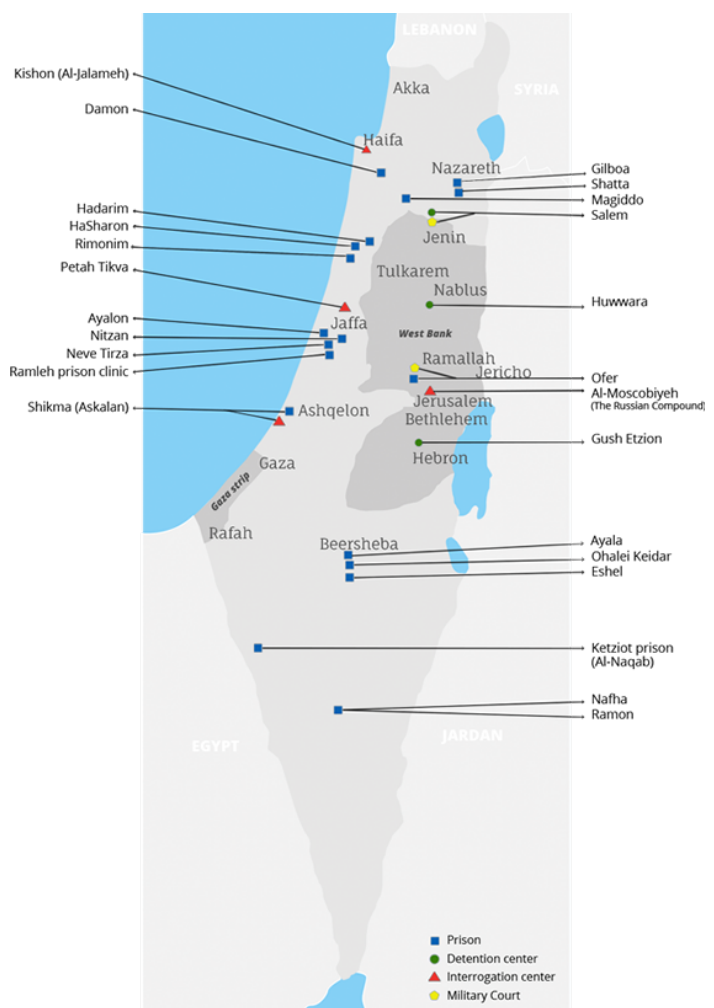 LEBANON
Kishon (Al-Jalameh)
Akka
SYRIA
Damon
Haifa
Nazareth
Gilboa
Shatta
Magiddo
Hadarim
Salem
HaSharon
Jenin
Rimonim
Petah Tikva
Tulkarem
Nablus
Huwwara
Ayalon
Jaffa
Nitzan
West Bank
Neve Tirza
Ramallah
Ramleh prison clinic
Jericho
Ofer
Al-Moscobiyeh
(The Russian Compound)
Jerusalem
Shikma (Askalan)
Ashqelon
Bethlehem
Gush Etzion
Hebron
Gaza
Gaza strip
Rafah
Beersheba
Ayala
Ohalei Keidar
Eshel
Ketziot prison
(Al-Naqab)
Nafha
Ramon
EGYPT
JARDAN
Prison
Detention center
Interrogation center
Military Court